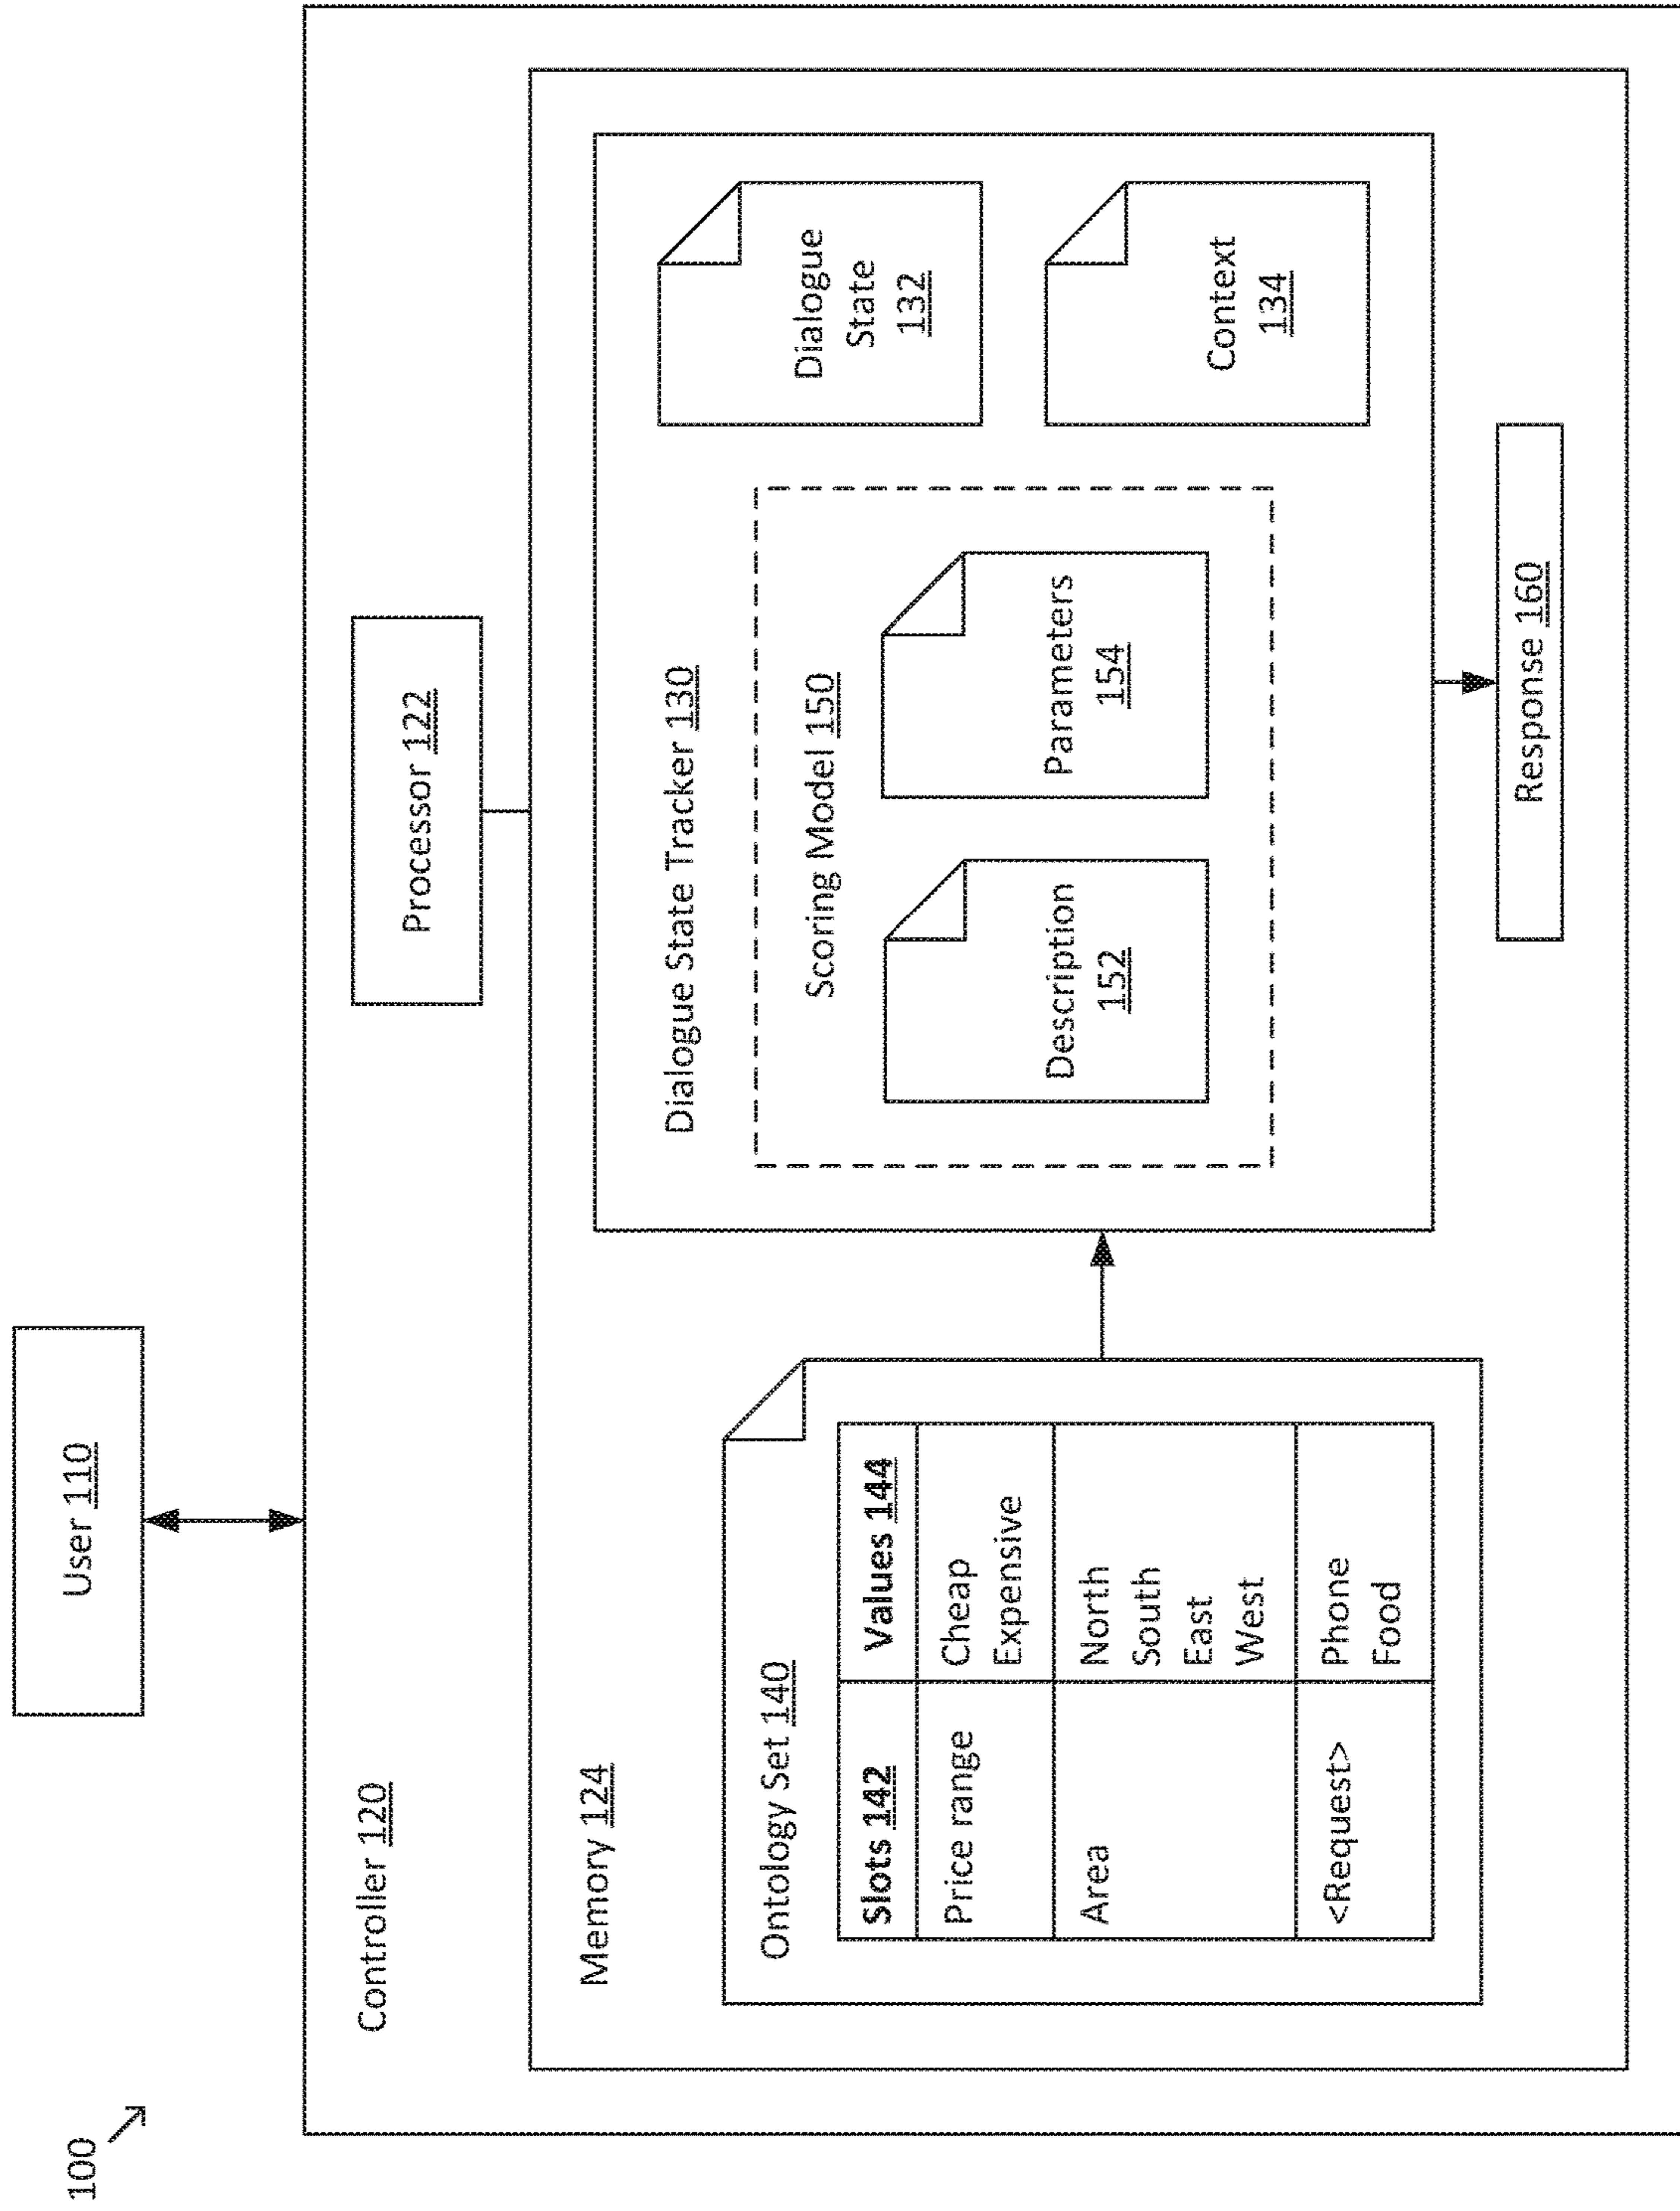 100
User 110
Controller 120
Processor 122
Memory 124
Ontology Set 140
Slots 142 Values 144
Price range Cheap
Expensive
Area North
South
East
West
<Request> Phone
Food
Dialogue State Tracker 130
Scoring Model 150
Description
152
Parameters
154
Dialogue
State
132
Context
134
Response 160